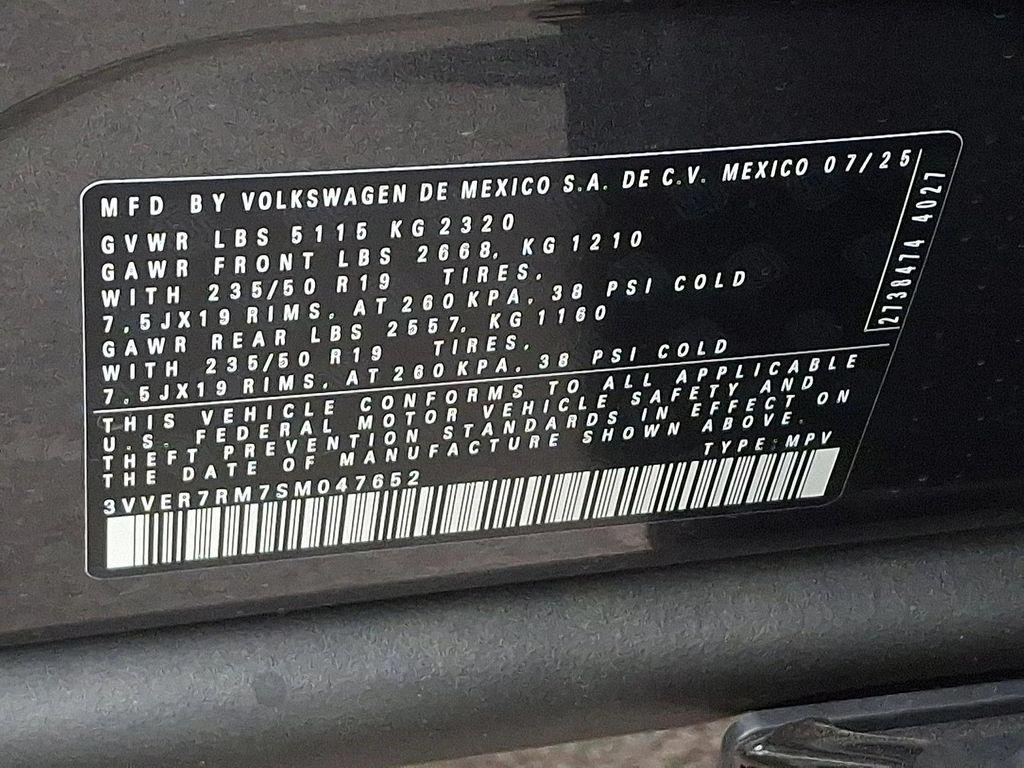 MFD BY VOLKSWAGEN DE MEXICO S.A. DE C.V. MEXICO 07/25
GVWR LBS 5115 KG 2320
GAWR FRONT LBS 2668, KG 1210
WITH 235/50 R19 TIRES,
7,5JX19 RIMS, AT 260 KPA, 38 PSI COLD
GAWR REAR LBS 2557, KG 1160
WITH 235/50 R19 TIRES,
7,5JX19 RIMS, AT 260 KPA, 38 PSI COLD
2738474 4027
THIS VEHICLE CONFORMS TO ALL APPLICABLE
U.S. FEDERAL MOTOR VEHICLE SAFETY AND
THEFT PREVENTION STANDARDS IN EFFECT ON
THE DATE OF MANUFACTURE SHOWN ABOVE.
TYPE: MPV
3VVER7RM7SM047652